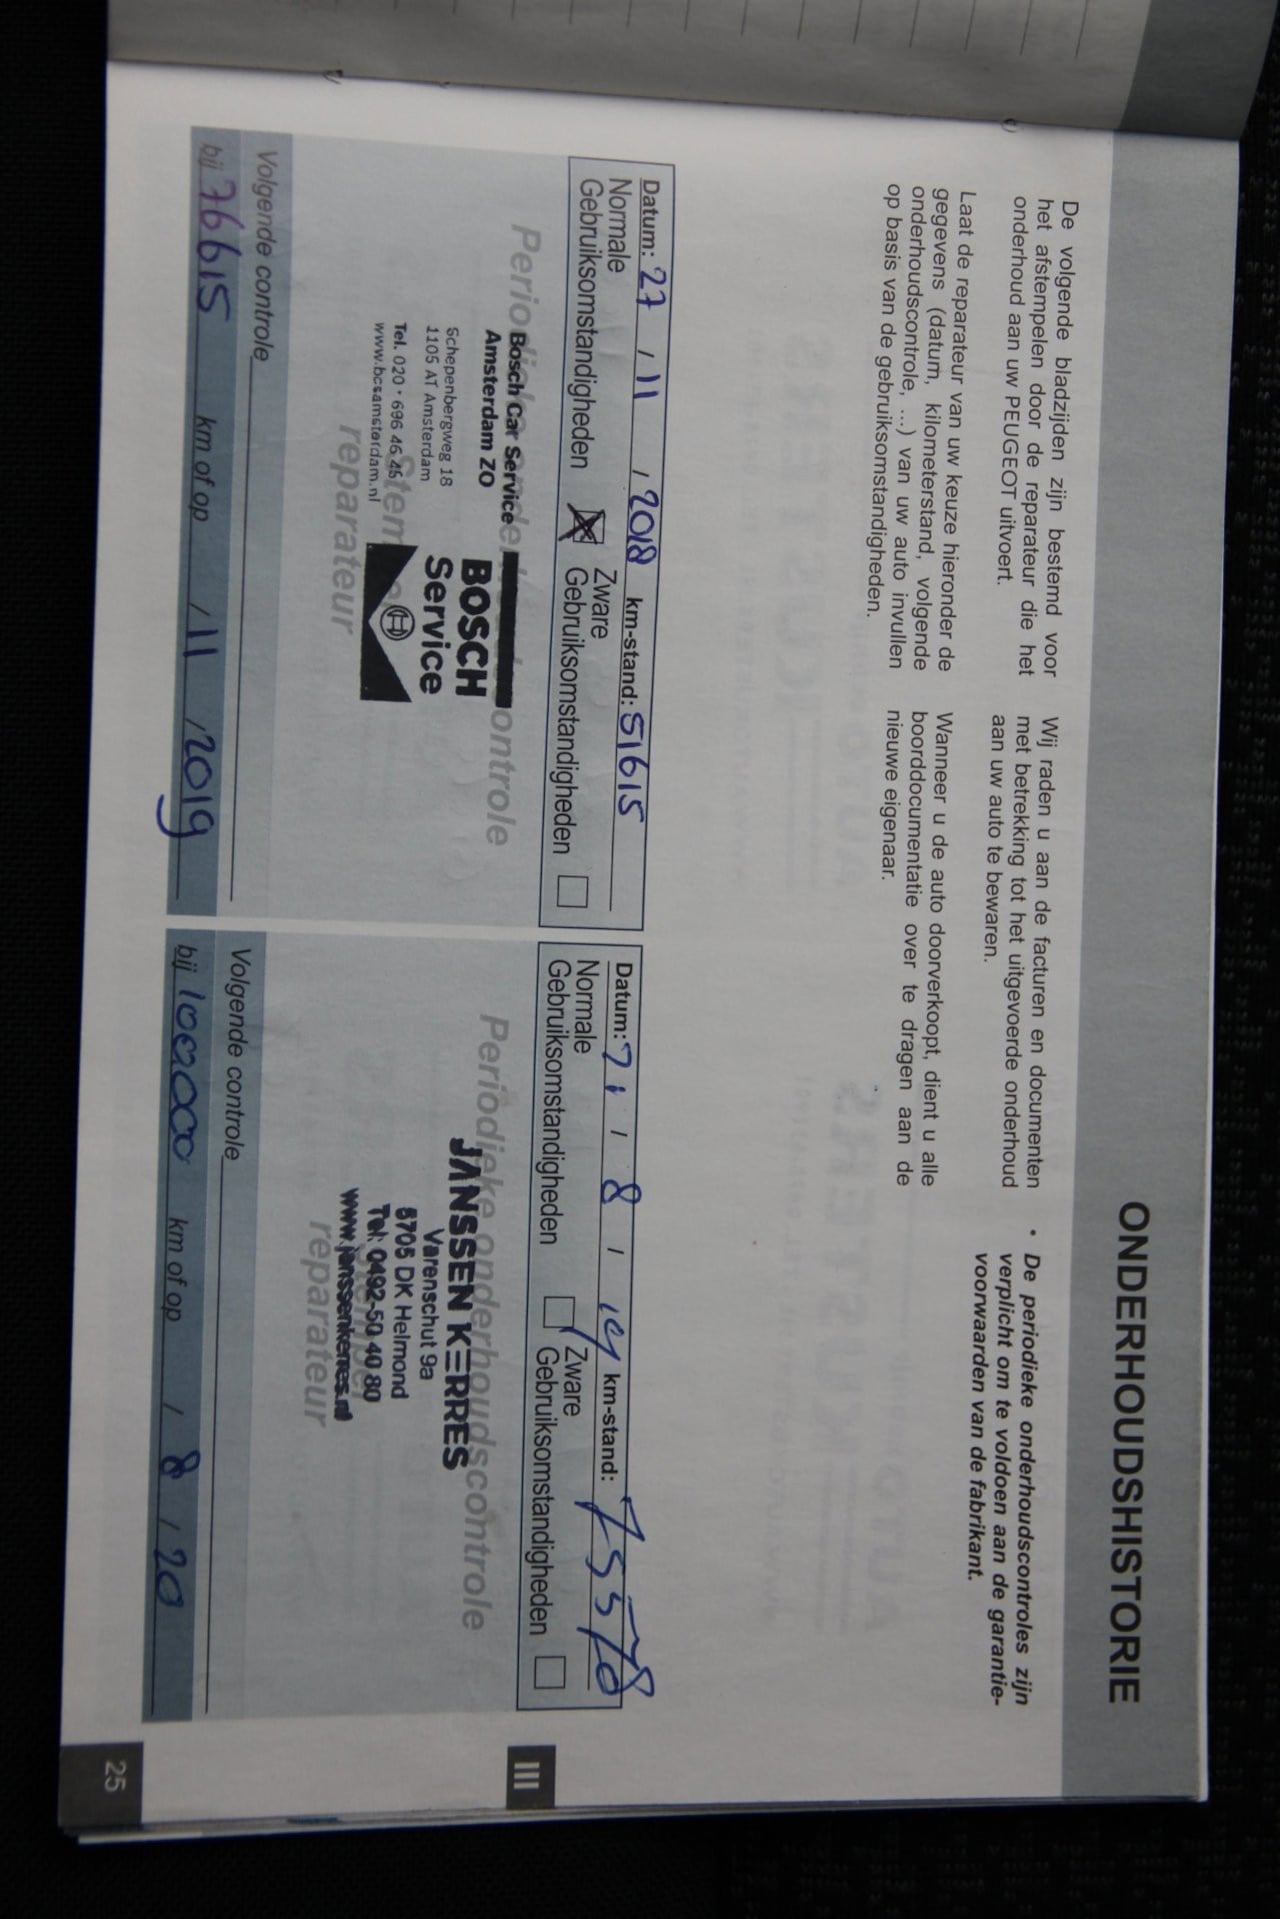 ONDERHOUDSHISTORIE
De volgende bladzijden zijn bestemd voor
het afstempelen door de reparateur die het
onderhoud aan uw PEUGEOT uitvoert.
Laat de reparateur van uw keuze hieronder de
gegevens (datum, kilometerstand, volgende
onderhoudscontrole, ...) van uw auto invullen
op basis van de gebruiksomstandigheden.
Wij raden u aan de facturen en documenten
met betrekking tot het uitgevoerde onderhoud
aan uw auto te bewaren.
Wanneer u de auto doorverkoopt, dient u alle
boorddocumentatie over te dragen aan de
nieuwe eigenaar.
• De periodieke onderhoudscontroles zijn
verplicht om te voldoen aan de garantie-
voorwaarden van de fabrikant.
Datum: 27 / 11 / 2018 km-stand: 51615
Normale
Gebruiksomstandigheden
Zware
Gebruiksomstandigheden
Periodieke onderhoudscontrole
Bosch Car Service
Amsterdam ZO
Schepenbergweg 18
1105 AT Amsterdam
Tel. 020 - 696 46 46
www.bcsamsterdam.nl
BOSCH
Service
Stempel
reparateur
Volgende controle
bij 76615 km of op / 11 / 2019
Datum: / 8 / 19 km-stand:
Normale
Gebruiksomstandigheden
Zware
Gebruiksomstandigheden
Periodieke onderhoudscontrole
JANSSEN KERRES
Varenschut 9a
5705 DK Helmond
Tel: 0492-50 40 80
www.janssenkerres.nl
Stempel
reparateur
Volgende controle
bij 100.000 km of op / 8 / 20
III
25